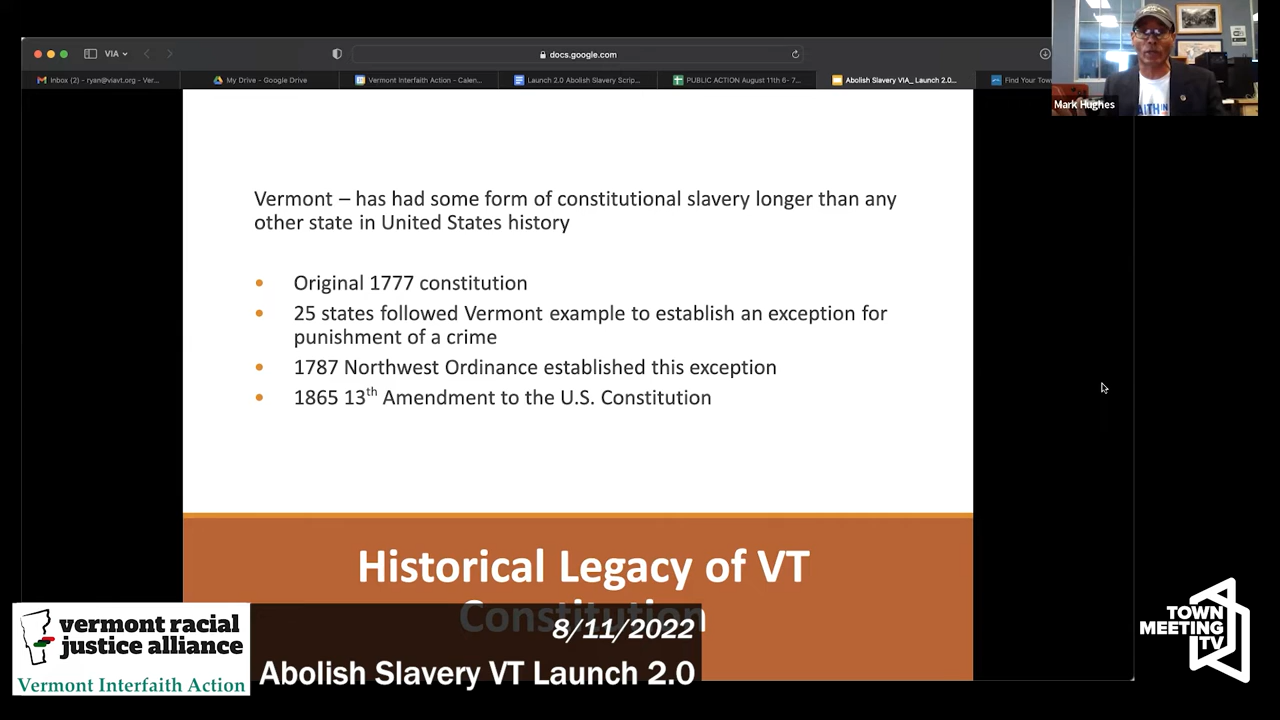 VIA
docs.google.com
Inbox (2) - ryan@viavt.org - Ver...
My Drive - Google Drive
Vermont Interfaith Action - Calen...
Launch 2.0 Abolish Slavery Scrip...
PUBLIC ACTION August 11th 6- 7...
Abolish Slavery VIA_ Launch 2.0...
Find Your Town
Mark Hughes
Vermont – has had some form of constitutional slavery longer than any
other state in United States history
• Original 1777 constitution
• 25 states followed Vermont example to establish an exception for
punishment of a crime
• 1787 Northwest Ordinance established this exception
• 1865 13th Amendment to the U.S. Constitution
Historical Legacy of VT
Constitution
8/11/2022
Abolish Slavery VT Launch 2.0
vermont racial
justice alliance
Vermont Interfaith Action
TOWN
MEETING
TV